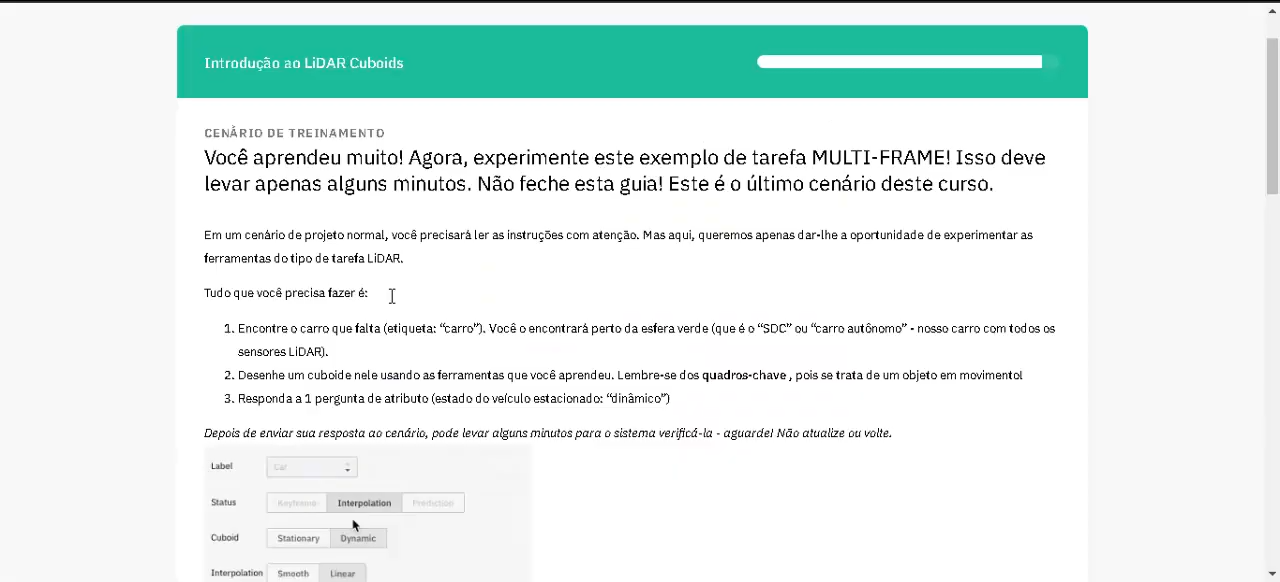 Introdução ao LiDAR Cuboids
CENÁRIO DE TREINAMENTO
Você aprendeu muito! Agora, experimente este exemplo de tarefa MULTI-FRAME! Isso deve
levar apenas alguns minutos. Não feche esta guia! Este é o último cenário deste curso.
Em um cenário de projeto normal, você precisará ler as instruções com atenção. Mas aqui, queremos apenas dar-lhe a oportunidade de experimentar as
ferramentas do tipo de tarefa LiDAR.
Tudo que você precisa fazer é:
1. Encontre o carro que falta (etiqueta: “carro”). Você o encontrará perto da esfera verde (que é o “SDC” ou “carro autônomo” - nosso carro com todos os
sensores LiDAR).
2. Desenhe um cuboide nele usando as ferramentas que você aprendeu. Lembre-se dos quadros-chave , pois se trata de um objeto em movimento!
3. Responda a 1 pergunta de atributo (estado do veículo estacionado: “dinâmico”)
Depois de enviar sua resposta ao cenário, pode levar alguns minutos para o sistema verificá-la - aguarde! Não atualize ou volte.
Label Car
Status Keyframe Interpolation Prediction
Cuboid Stationary Dynamic
Interpolation Smooth Linear